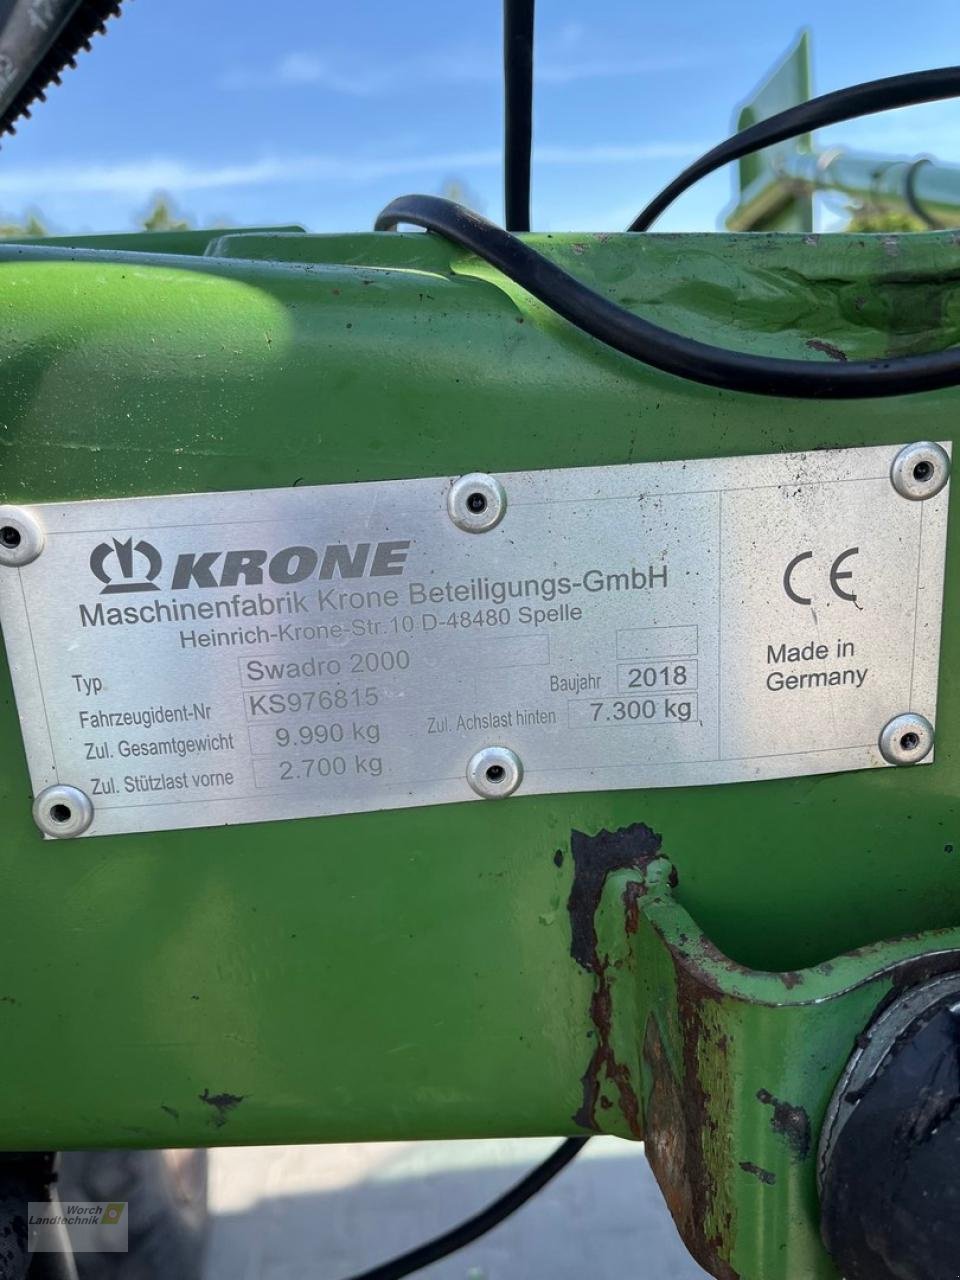 KRONE
Maschinenfabrik Krone Beteiligungs-GmbH
Heinrich-Krone-Str.10 D-48480 Spelle
Typ Swadro 2000
Fahrzeugident-Nr KS976815 Baujahr 2018
Zul. Gesamtgewicht 9.990 kg Zul. Achslast hinten 7.300 kg
Zul. Stützlast vorne 2.700 kg
CE
Made in
Germany
Worch
Landtechnik